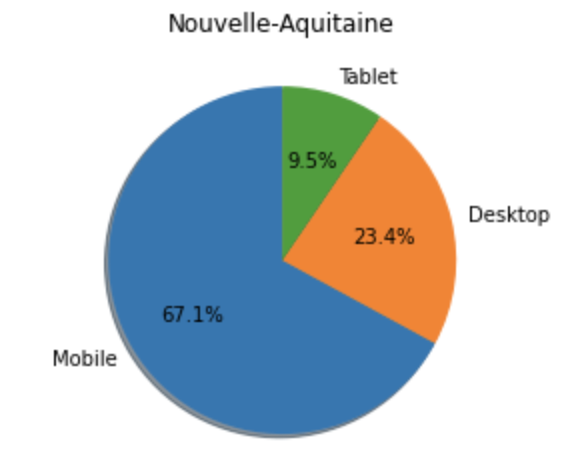 Nouvelle-Aquitaine
Tablet
9.5%
Desktop
23.4%
67.1%
Mobile